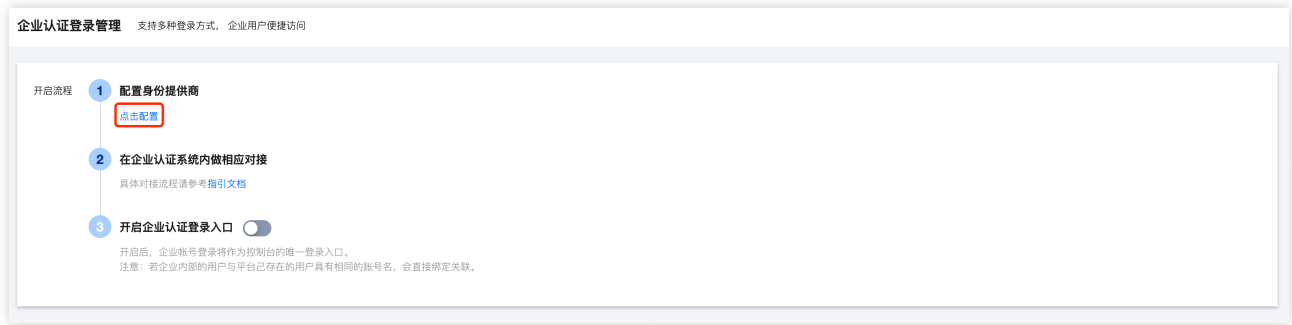 企业认证登录管理 支持多种登录方式, 企业用户便捷访问
开启流程 1 配置身份提供商
点击配置
2 在企业认证系统内做相应对接
具体对接流程请参考指引文档
3 开启企业认证登录入口
开启后，企业帐号登录将作为控制台的唯一登录入口。
注意：若企业内部的用户与平台己存在的用户具有相同的账号名，会直接绑定关联。